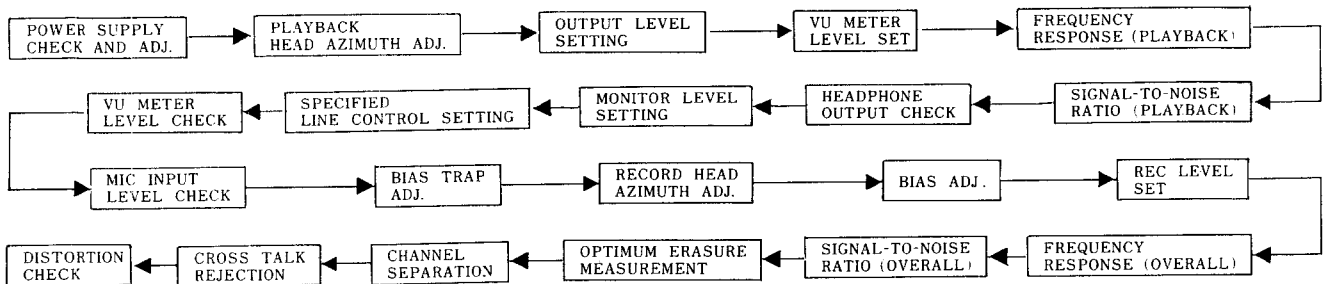 POWER SUPPLY
CHECK AND ADJ.
PLAYBACK
HEAD AZIMUTH ADJ.
OUTPUT LEVEL
SETTING
VU METER
LEVEL SET
FREQUENCY
RESPONSE (PLAYBACK)
SIGNAL-TO-NOISE
RATIO (PLAYBACK)
HEADPHONE
OUTPUT CHECK
MONITOR LEVEL
SETTING
SPECIFIED
LINE CONTROL SETTING
VU METER
LEVEL CHECK
MIC INPUT
LEVEL CHECK
BIAS TRAP
ADJ.
RECORD HEAD
AZIMUTH ADJ.
BIAS ADJ.
REC LEVEL
SET
FREQUENCY
RESPONSE (OVERALL)
SIGNAL-TO-NOISE
RATIO (OVERALL)
OPTIMUM ERASURE
MEASUREMENT
CHANNEL
SEPARATION
CROSS TALK
REJECTION
DISTORTION
CHECK